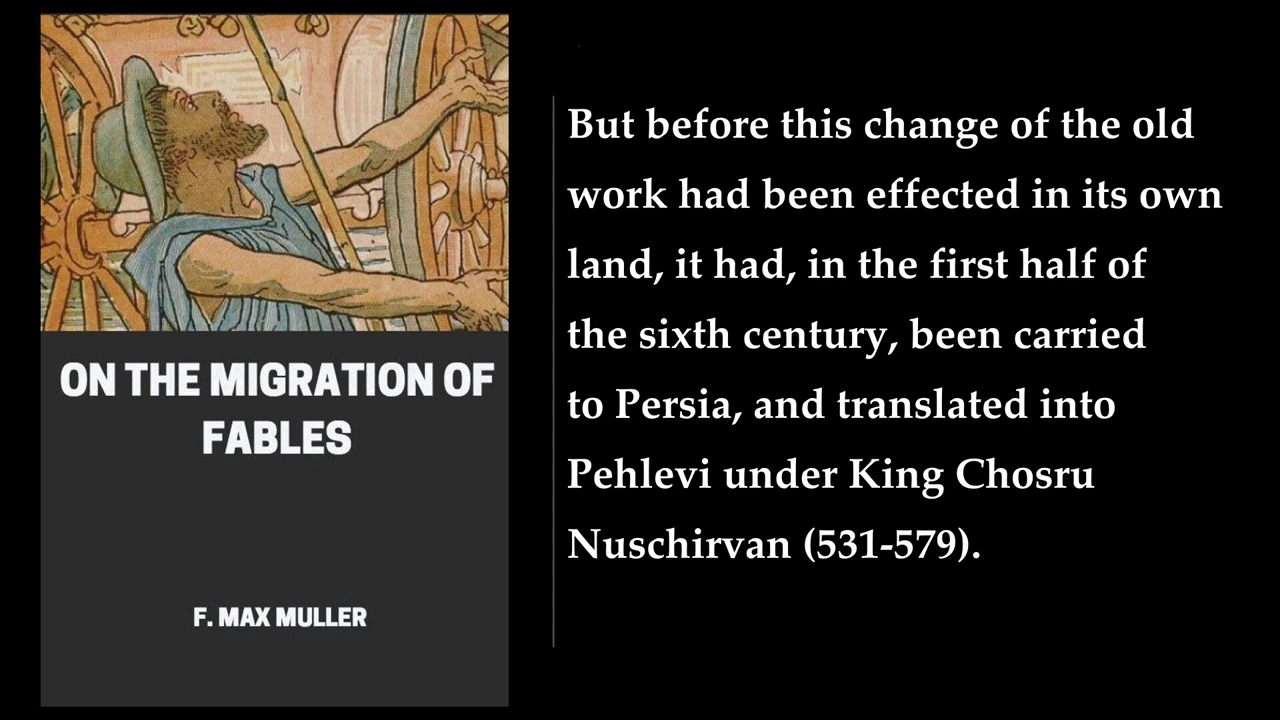 ON THE MIGRATION OF
FABLES
F. MAX MULLER
But before this change of the old
work had been effected in its own
land, it had, in the first half of
the sixth century, been carried
to Persia, and translated into
Pehlevi under King Chosru
Nuschirvan (531-579).